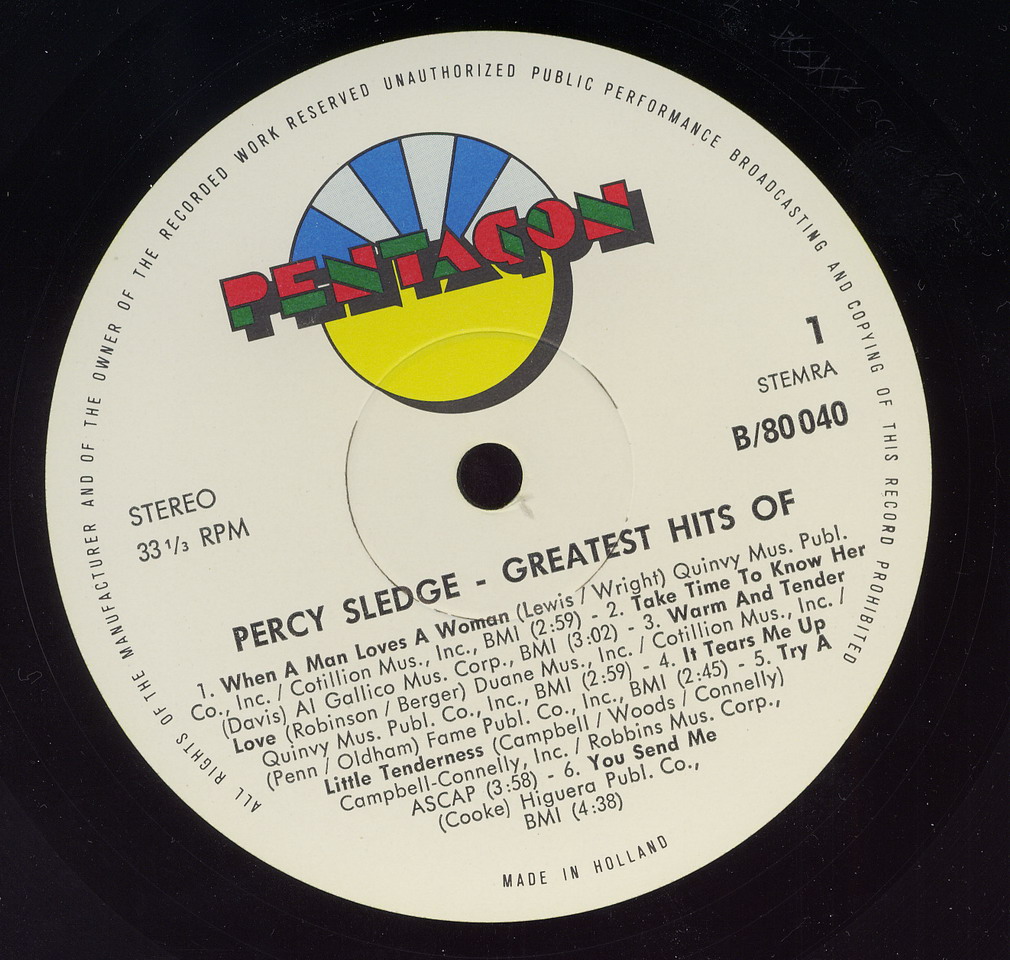 ALL RIGHTS OF THE MANUFACTURER AND OF THE OWNER OF THE RECORDED WORK RESERVED UNAUTHORIZED PUBLIC PERFORMANCE BROADCASTING AND COPYING OF THIS RECORD PROHIBITED
PENTAGON
1
STEMRA
B/80 040
STEREO
33 1/3 RPM
PERCY SLEDGE - GREATEST HITS OF
1. When A Man Loves A Woman (Lewis / Wright) Quinvy Mus. Publ.
Co., Inc. / Cotillion Mus., Inc., BMI (2:59) - 2. Take Time To Know Her
(Davis) Al Gallico Mus. Corp., BMI (3:02) - 3. Warm And Tender
Love (Robinson / Berger) Duane Mus., Inc. / Cotillion Mus., Inc. /
Quinvy Mus. Publ. Co., Inc., BMI (2:59) - 4. It Tears Me Up
(Penn / Oldham) Fame Publ. Co., Inc., BMI (2:45) - 5. Try A
Little Tenderness (Campbell / Woods / Connelly)
Campbell-Connelly, Inc. / Robbins Mus. Corp.,
ASCAP (3:58) - 6. You Send Me
(Cooke) Higuera Publ. Co.,
BMI (4:38)
MADE IN HOLLAND